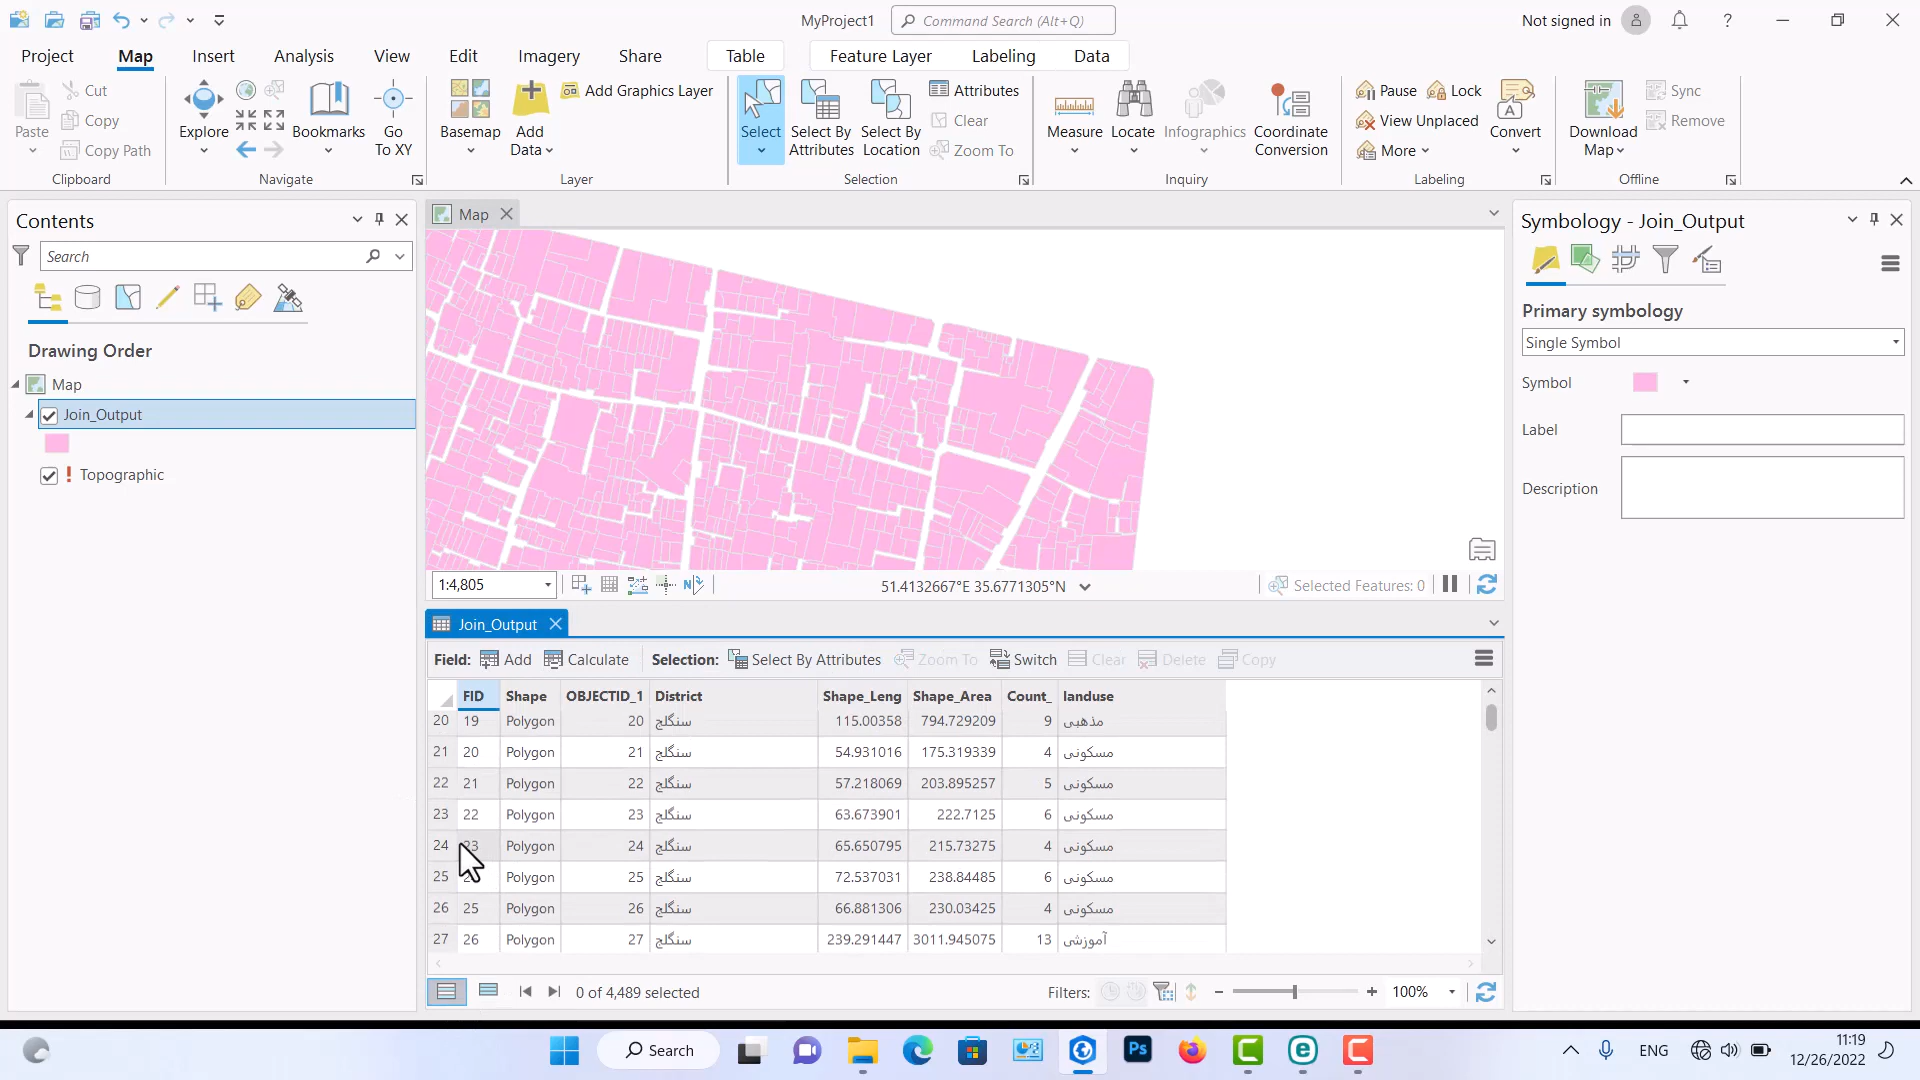 MyProject1
Command Search (Alt+Q)
Not signed in
Project Map Insert Analysis View Edit Imagery Share Table Feature Layer Labeling Data
Paste
Cut
Copy
Copy Path
Clipboard
Explore
Bookmarks
Go To XY
Navigate
Basemap
Add Data
Add Graphics Layer
Layer
Select
Select By Attributes
Select By Location
Attributes
Clear
Zoom To
Selection
Measure
Locate
Infographics
Coordinate Conversion
Inquiry
Pause Lock
View Unplaced
More
Convert
Labeling
Download Map
Sync
Remove
Offline
Contents
Search
Drawing Order
Map
Join_Output
! Topographic
Map
1:4,805
51.4132667°E 35.6771305°N
Selected Features: 0
Join_Output
Field: Add Calculate Selection: Select By Attributes Zoom To Switch Clear Delete Copy
FID Shape OBJECTID_1 District Shape_Leng Shape_Area Count_ landuse
20 19 Polygon 20 سنگلج 115.00358 794.729209 9 مذهبی
21 20 Polygon 21 سنگلج 54.931016 175.319339 4 مسکونی
22 21 Polygon 22 سنگلج 57.218069 203.895257 5 مسکونی
23 22 Polygon 23 سنگلج 63.673901 222.7125 6 مسکونی
24 23 Polygon 24 سنگلج 65.650795 215.73275 4 مسکونی
25 Polygon 25 سنگلج 72.537031 238.84485 6 مسکونی
26 25 Polygon 26 سنگلج 66.881306 230.03425 4 مسکونی
27 26 Polygon 27 سنگلج 239.291447 3011.945075 13 آموزشی
0 of 4,489 selected
Filters:
100%
Symbology - Join_Output
Primary symbology
Single Symbol
Symbol
Label
Description
Search
Ps
ENG
11:19
12/26/2022